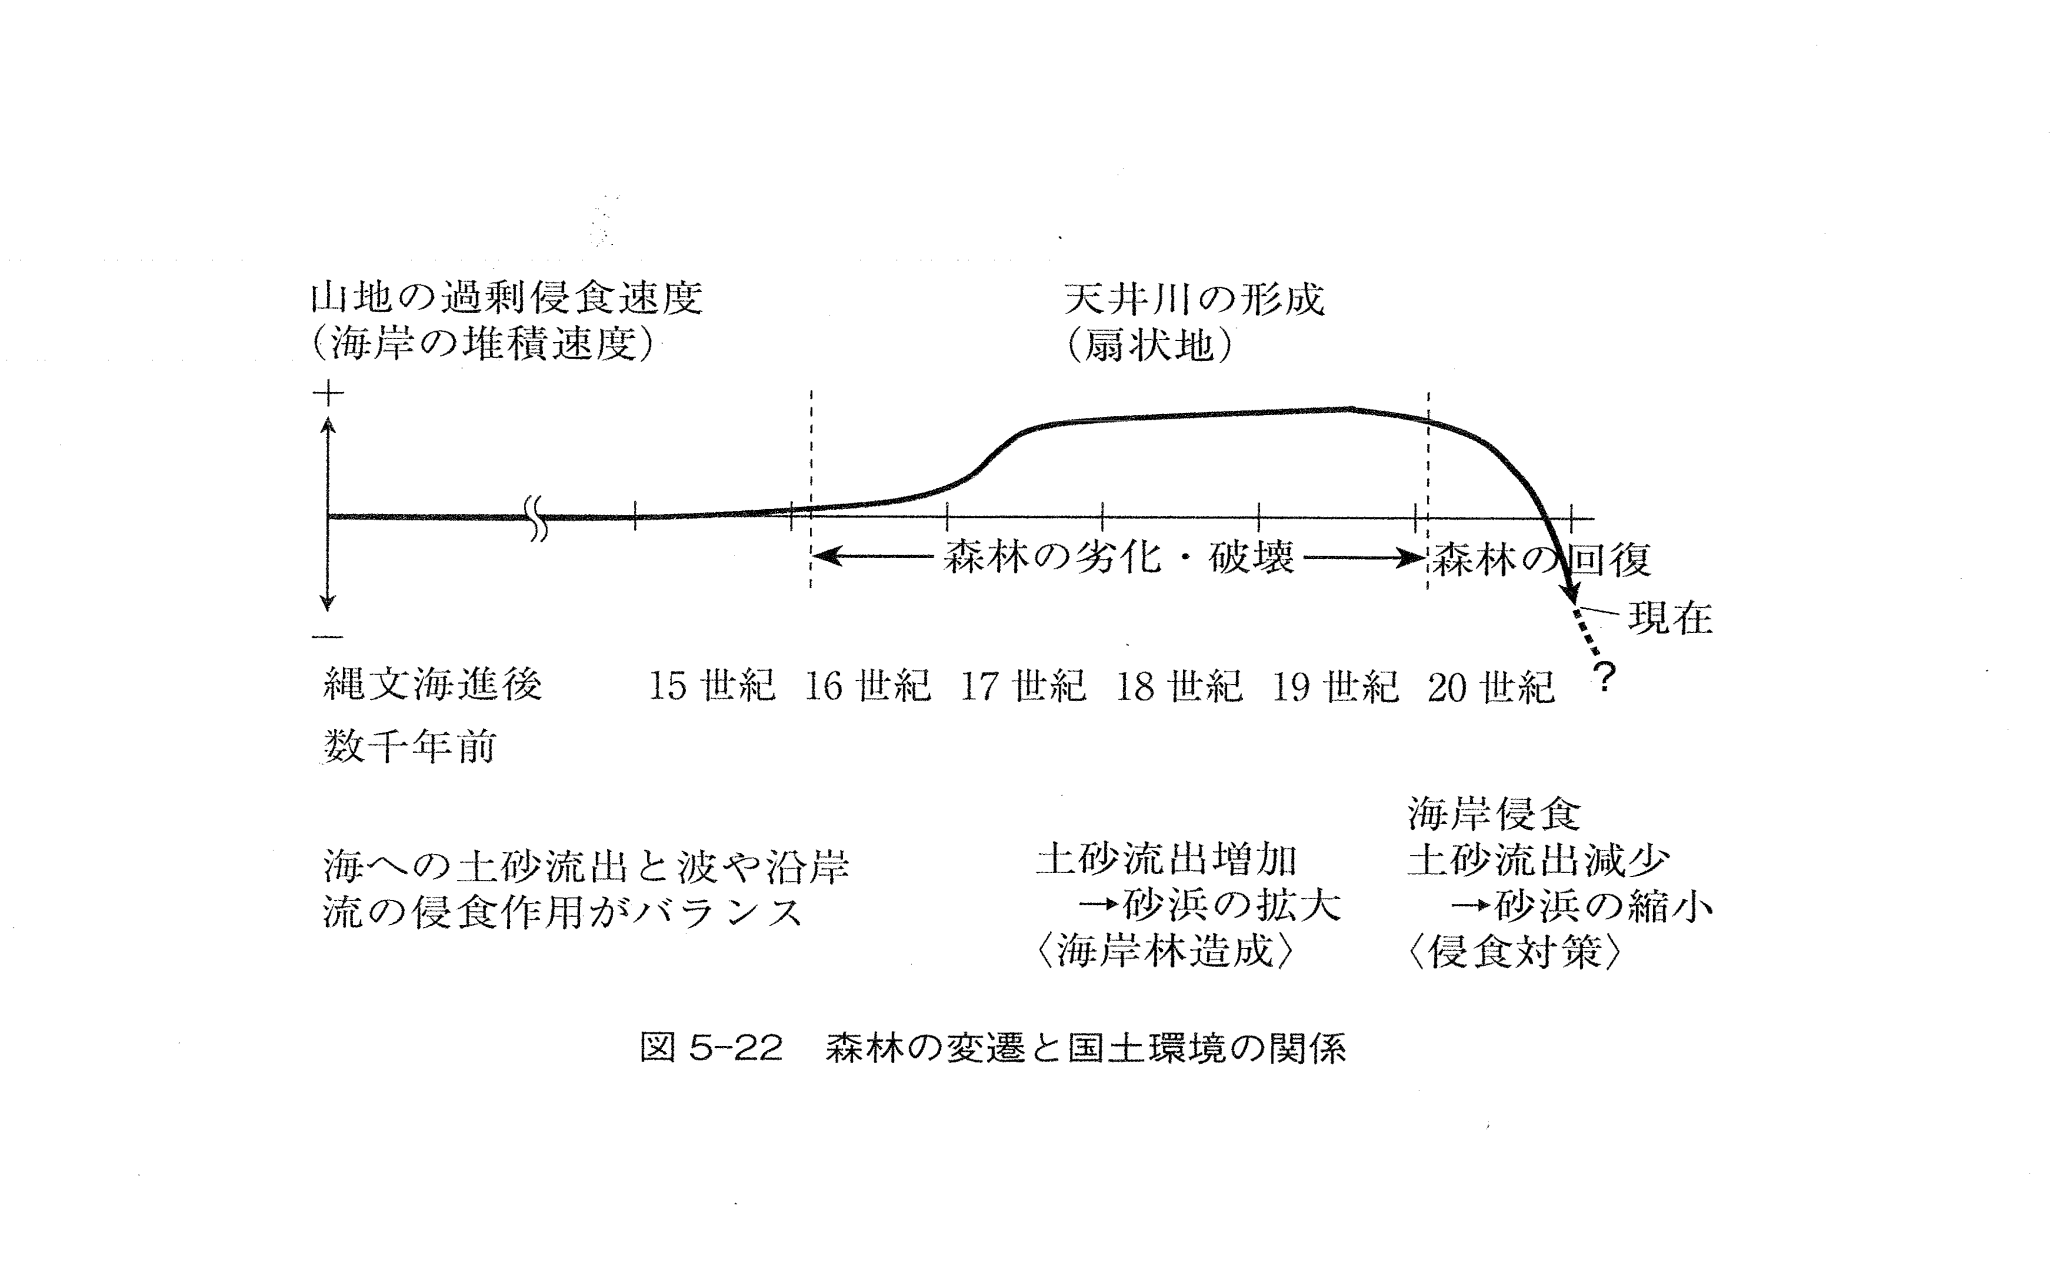 山地の過剰侵食速度
（海岸の堆積速度）
天井川の形成
（扇状地）
＋
森林の劣化・破壊
森林の回復
現在
−
?
縄文海進後
数千年前
15 世紀
16 世紀
17 世紀
18 世紀
19 世紀
20 世紀
海への土砂流出と波や沿岸
流の侵食作用がバランス
土砂流出増加
→砂浜の拡大
〈海岸林造成〉
海岸侵食
土砂流出減少
→砂浜の縮小
〈侵食対策〉
図 5-22　森林の変遷と国土環境の関係